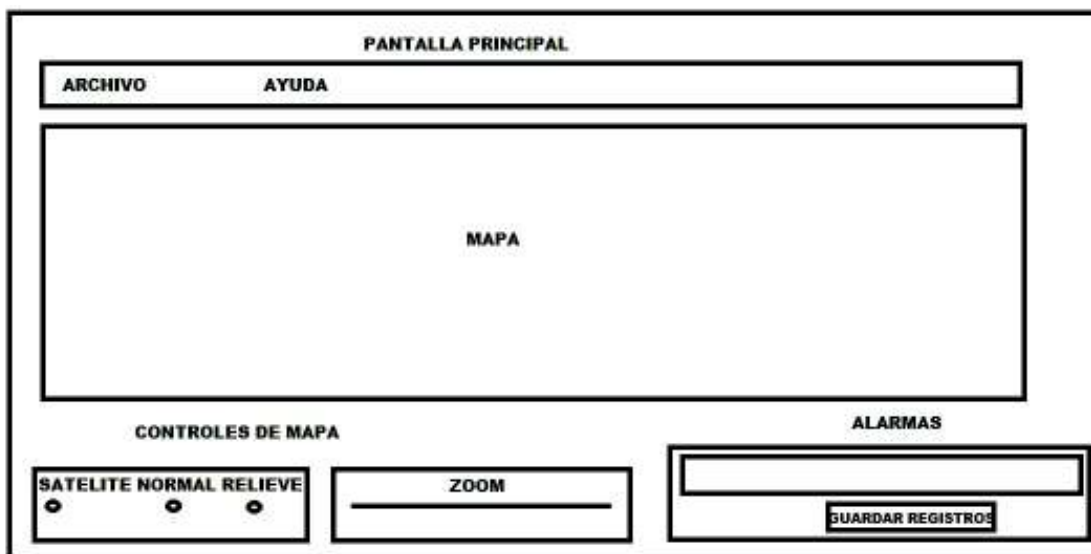 PANTALLA PRINCIPAL
ARCHIVO AYUDA
MAPA
CONTROLES DE MAPA
ALARMAS
SATELITE NORMAL RELIEVE
ZOOM
GUARDAR REGISTROS